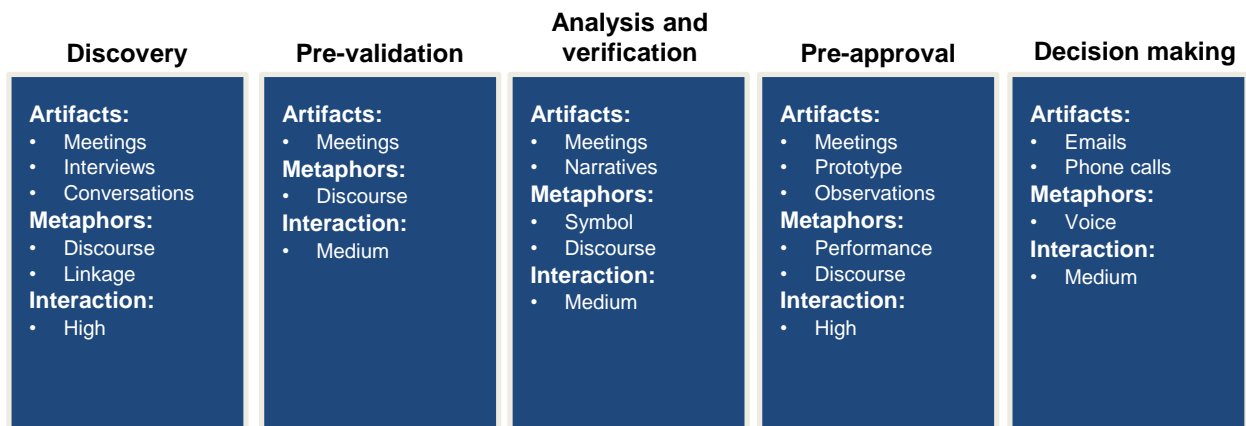 Discovery
Artifacts:
• Meetings
• Interviews
• Conversations
Metaphors:
• Discourse
• Linkage
Interaction:
• High
Pre-validation
Artifacts:
• Meetings
Metaphors:
• Discourse
Interaction:
• Medium
Analysis and
verification
Artifacts:
• Meetings
• Narratives
Metaphors:
• Symbol
• Discourse
Interaction:
• Medium
Pre-approval
Artifacts:
• Meetings
• Prototype
• Observations
Metaphors:
• Performance
• Discourse
Interaction:
• High
Decision making
Artifacts:
• Emails
• Phone calls
Metaphors:
• Voice
Interaction:
• Medium